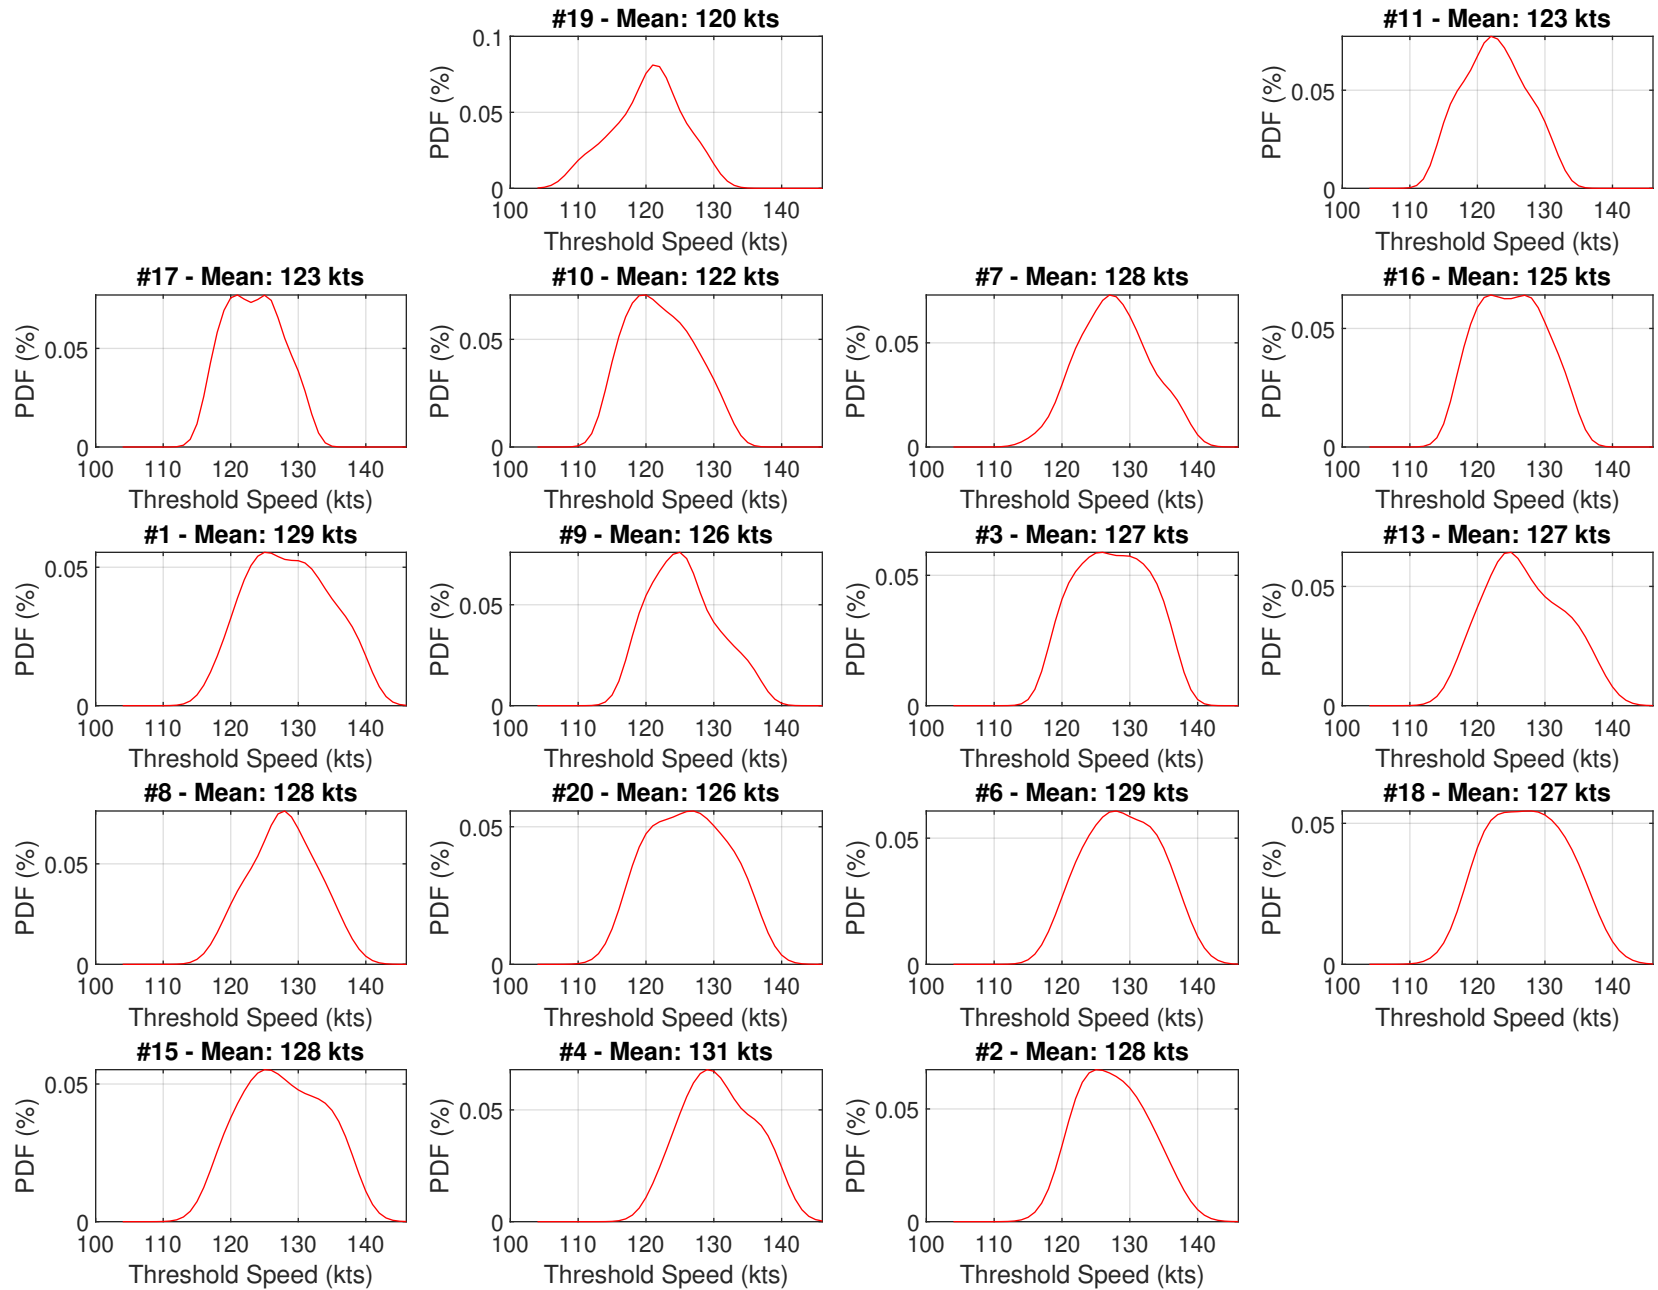 #19 - Mean: 120 kts
PDF (%)
0.1
0.05
0
100 110 120 130 140
Threshold Speed (kts)
#11 - Mean: 123 kts
PDF (%)
0.05
0
100 110 120 130 140
Threshold Speed (kts)
#17 - Mean: 123 kts
PDF (%)
0.05
0
100 110 120 130 140
Threshold Speed (kts)
#10 - Mean: 122 kts
PDF (%)
0.05
0
100 110 120 130 140
Threshold Speed (kts)
#7 - Mean: 128 kts
PDF (%)
0.05
0
100 110 120 130 140
Threshold Speed (kts)
#16 - Mean: 125 kts
PDF (%)
0.05
0
100 110 120 130 140
Threshold Speed (kts)
#1 - Mean: 129 kts
PDF (%)
0.05
0
100 110 120 130 140
Threshold Speed (kts)
#9 - Mean: 126 kts
PDF (%)
0.05
0
100 110 120 130 140
Threshold Speed (kts)
#3 - Mean: 127 kts
PDF (%)
0.05
0
100 110 120 130 140
Threshold Speed (kts)
#13 - Mean: 127 kts
PDF (%)
0.05
0
100 110 120 130 140
Threshold Speed (kts)
#8 - Mean: 128 kts
PDF (%)
0.05
0
100 110 120 130 140
Threshold Speed (kts)
#20 - Mean: 126 kts
PDF (%)
0.05
0
100 110 120 130 140
Threshold Speed (kts)
#6 - Mean: 129 kts
PDF (%)
0.05
0
100 110 120 130 140
Threshold Speed (kts)
#18 - Mean: 127 kts
PDF (%)
0.05
0
100 110 120 130 140
Threshold Speed (kts)
#15 - Mean: 128 kts
PDF (%)
0.05
0
100 110 120 130 140
Threshold Speed (kts)
#4 - Mean: 131 kts
PDF (%)
0.05
0
100 110 120 130 140
Threshold Speed (kts)
#2 - Mean: 128 kts
PDF (%)
0.05
0
100 110 120 130 140
Threshold Speed (kts)